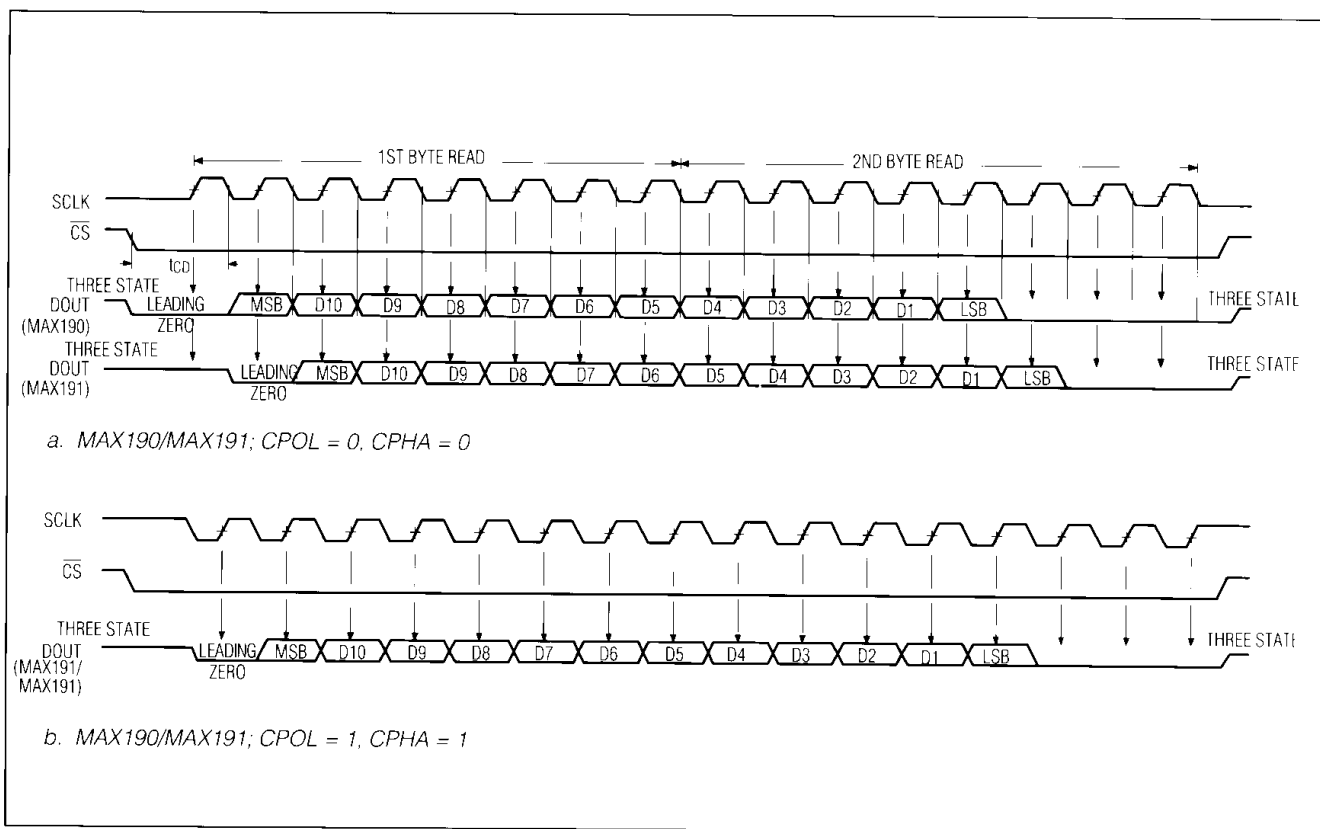 1ST BYTE READ 2ND BYTE READ
SCLK
CS
tCD
THREE STATE
DOUT
(MAX190)
LEADING
ZERO
MSB D10 D9 D8 D7 D6 D5 D4 D3 D2 D1 LSB
THREE STATE
THREE STATE
DOUT
(MAX191)
LEADING
ZERO
MSB D10 D9 D8 D7 D6 D5 D4 D3 D2 D1 LSB
THREE STATE
a. MAX190/MAX191; CPOL = 0, CPHA = 0
SCLK
CS
THREE STATE
DOUT
(MAX191/
MAX191)
LEADING
ZERO
MSB D10 D9 D8 D7 D6 D5 D4 D3 D2 D1 LSB
THREE STATE
b. MAX190/MAX191; CPOL = 1, CPHA = 1